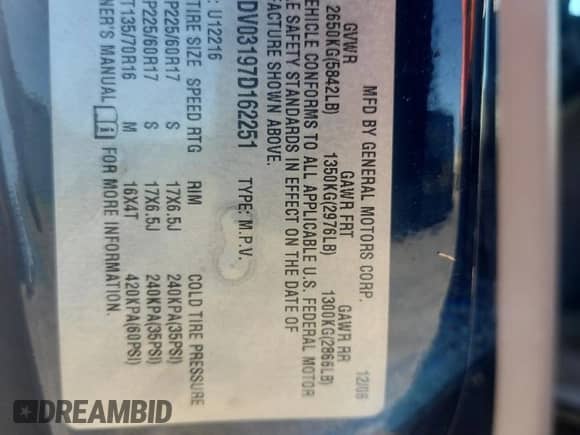 MFD BY GENERAL MOTORS CORP. 12/06
GVWR GAWR FRT GAWR RR
2650KG(5842LB) 1350KG(2976LB) 1300KG(2866LB)
VEHICLE CONFORMS TO ALL APPLICABLE U.S. FEDERAL MOTOR
LE SAFETY STANDARDS IN EFFECT ON THE DATE OF
FACTURE SHOWN ABOVE.
DV03197D162251 TYPE: M.P.V.
: U12216
TIRE SIZE SPEED RTG RIM COLD TIRE PRESSURE
P225/60R17 S 17X6.5J 240KPA(35PSI)
P225/60R17 S 17X6.5J 240KPA(35PSI)
T135/70R16 M 16X4T 420KPA(60PSI)
NER'S MANUAL FOR MORE INFORMATION.
DREAMBID